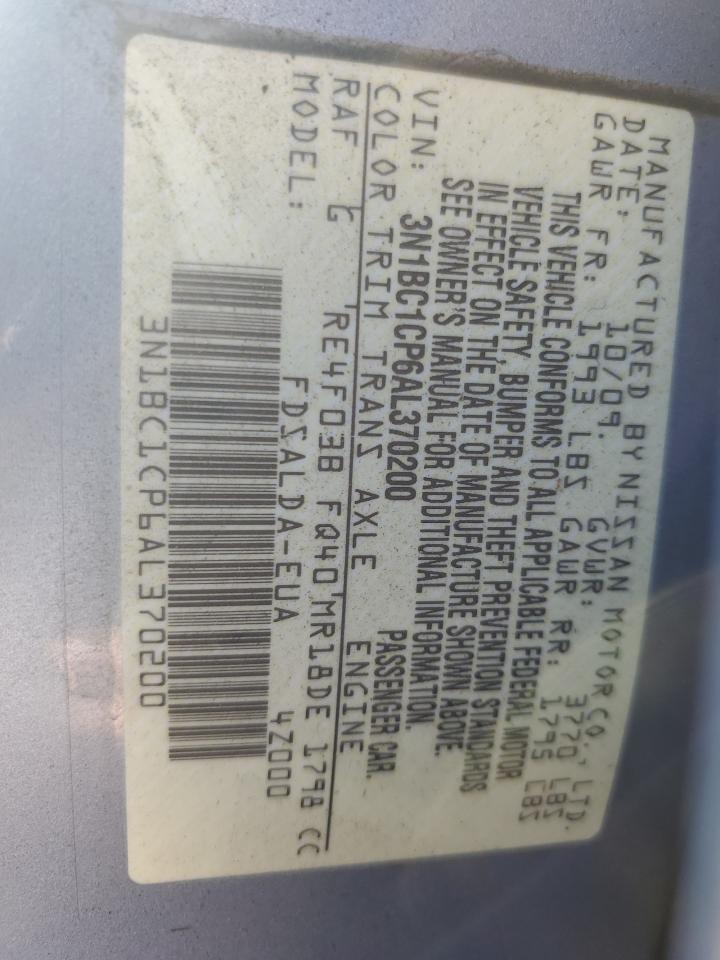 MANUFACTURED BY NISSAN MOTOR CO., LTD.
DATE: 10/09. GVWR: 3770 LBS
GAWR FR: 1993 LBS GAWR RR: 1795 LBS
THIS VEHICLE CONFORMS TO ALL APPLICABLE FEDERAL MOTOR
VEHICLE SAFETY, BUMPER AND THEFT PREVENTION STANDARDS
IN EFFECT ON THE DATE OF MANUFACTURE SHOWN ABOVE.
SEE OWNER'S MANUAL FOR ADDITIONAL INFORMATION.
VIN: 3N1BC1CP6AL370200 PASSENGER CAR.
COLOR TRIM TRANS AXLE ENGINE
RAF G RE4F03B FQ40 MR18DE 1798 CC
MODEL: FDSALDA-EUA 4Z000
3N1BC1CP6AL370200